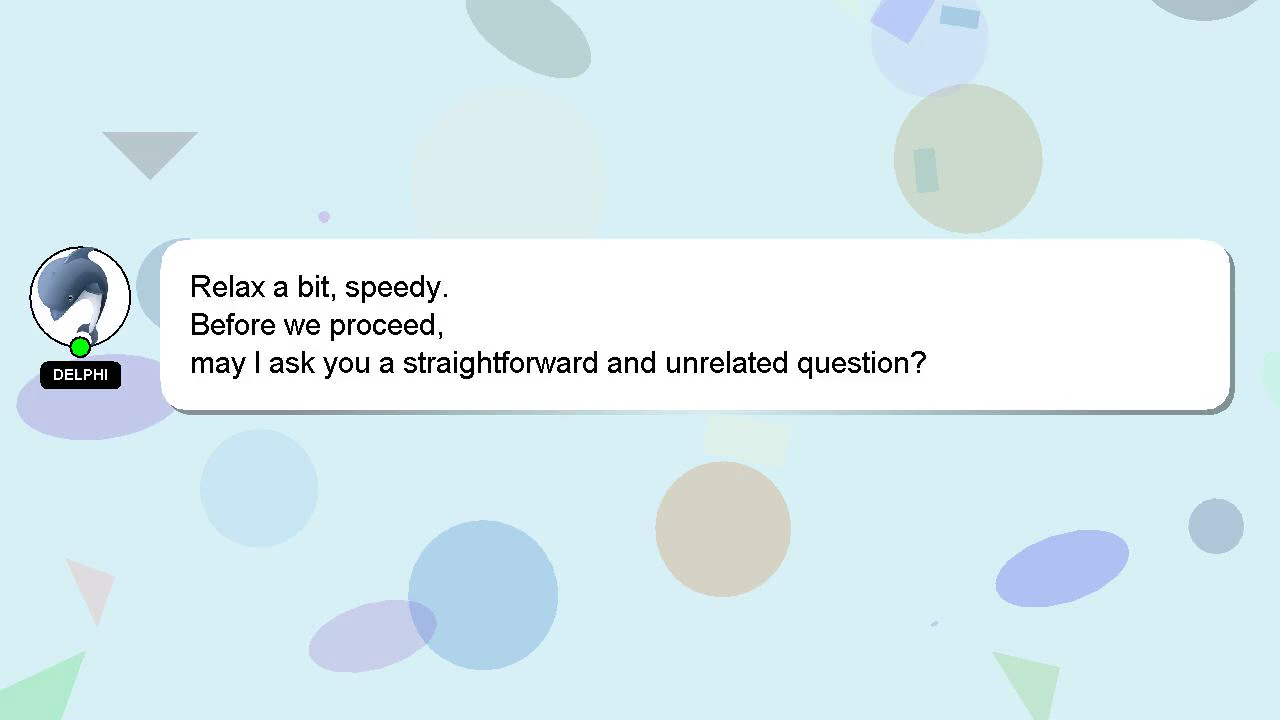 Relax a bit, speedy.
Before we proceed,
may I ask you a straightforward and unrelated question?
DELPHI